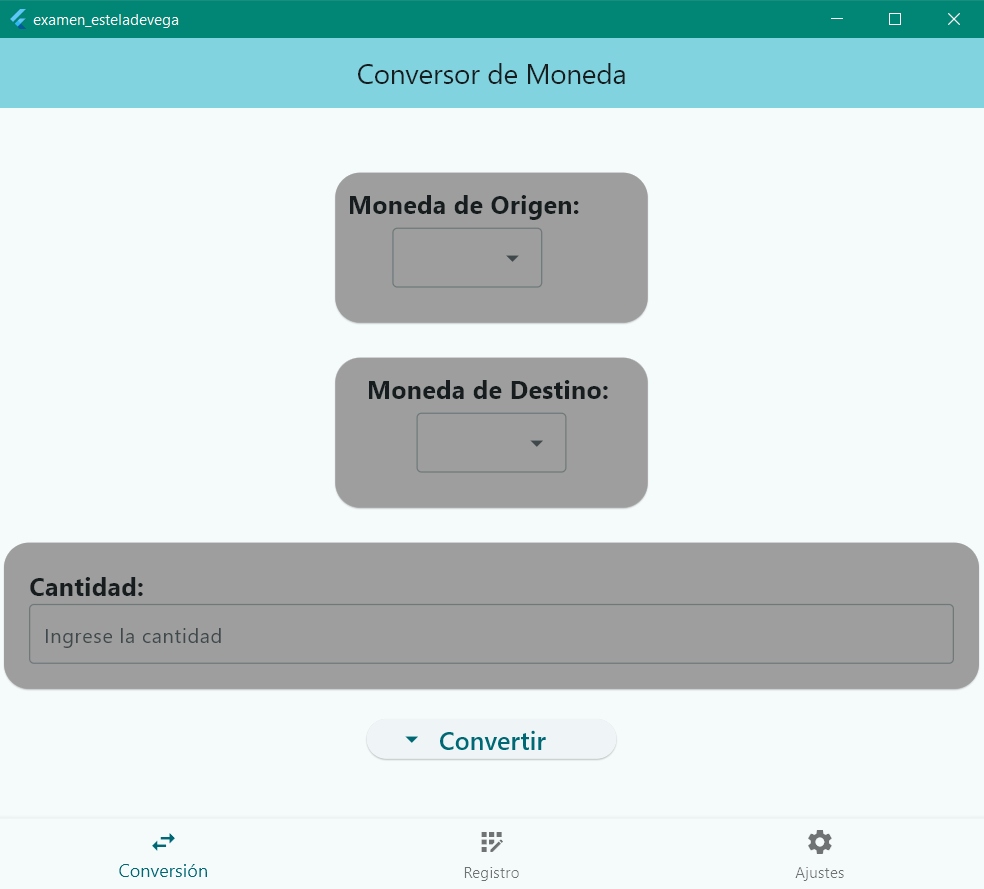 examen_esteladevega
Conversor de Moneda
Moneda de Origen:
Moneda de Destino:
Cantidad:
Ingrese la cantidad
Convertir
Conversión
Registro
Ajustes